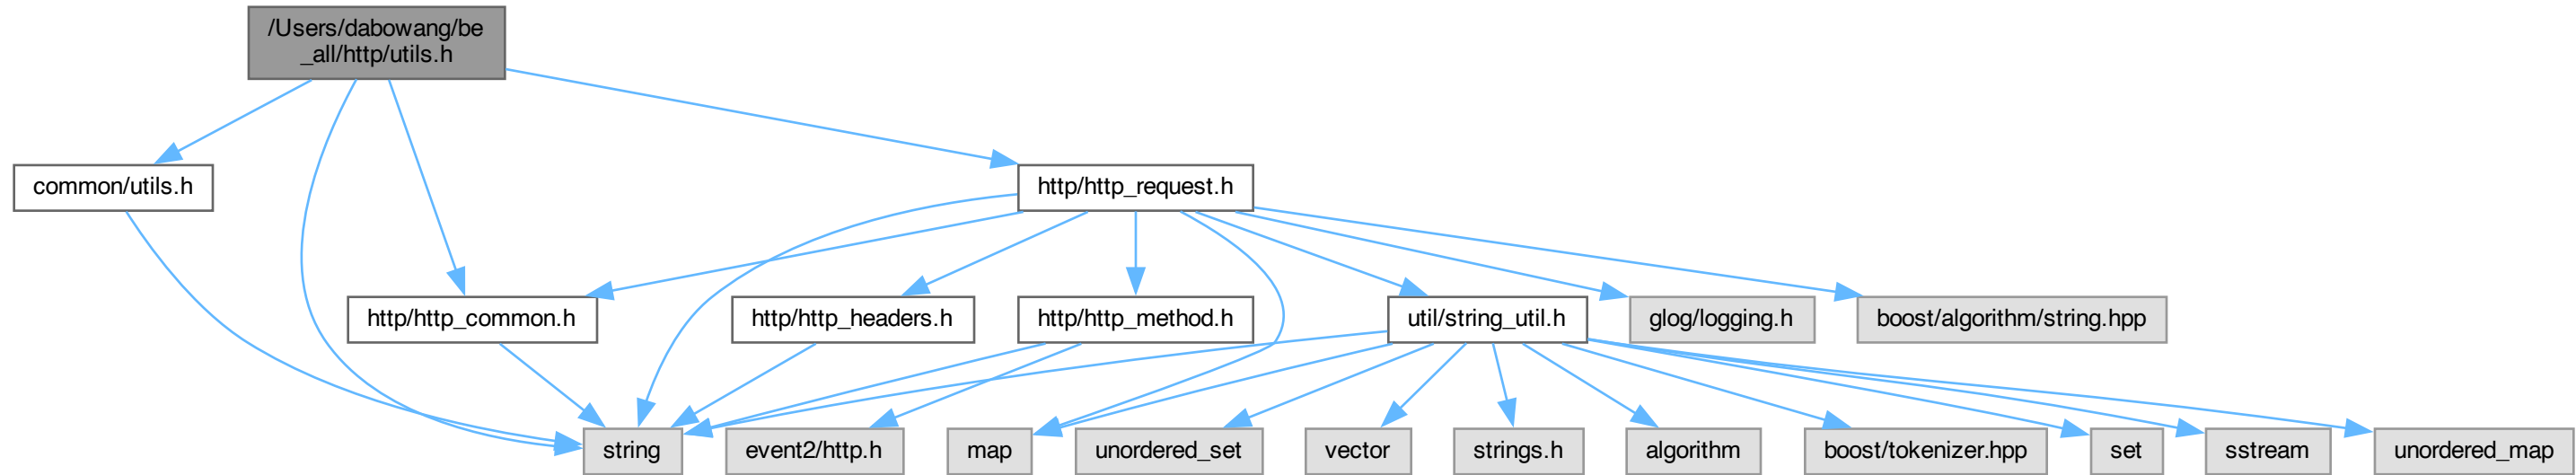 /Users/dabowang/be
_all/http/utils.h
common/utils.h
http/http_request.h
http/http_common.h
http/http_headers.h
http/http_method.h
util/string_util.h
glog/logging.h
boost/algorithm/string.hpp
string
event2/http.h
map
unordered_set
vector
strings.h
algorithm
boost/tokenizer.hpp
set
sstream
unordered_map